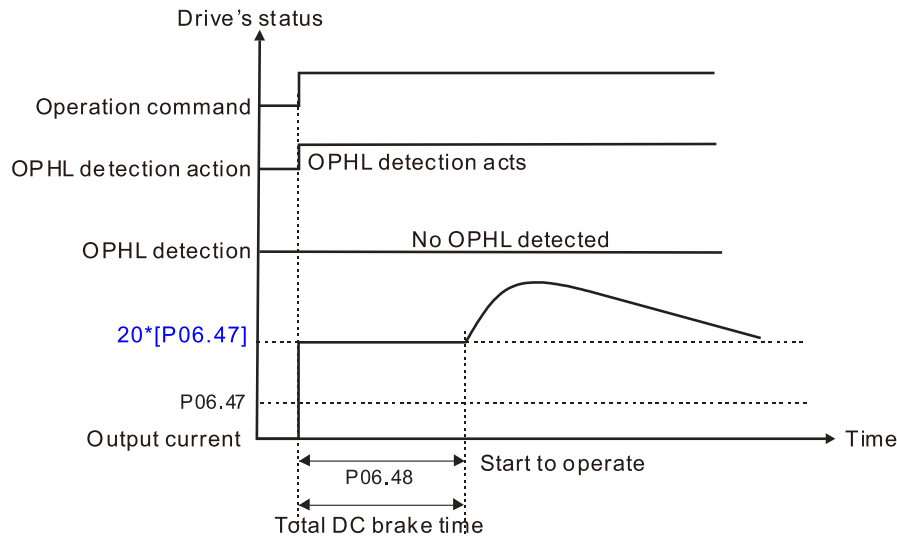 Drive's status
Operation command
OPHL detection action
OPHL detection acts
OPHL detection
No OPHL detected
20*[P06.47]
P06.47
Output current
Time
Start to operate
P06.48
Total DC brake time